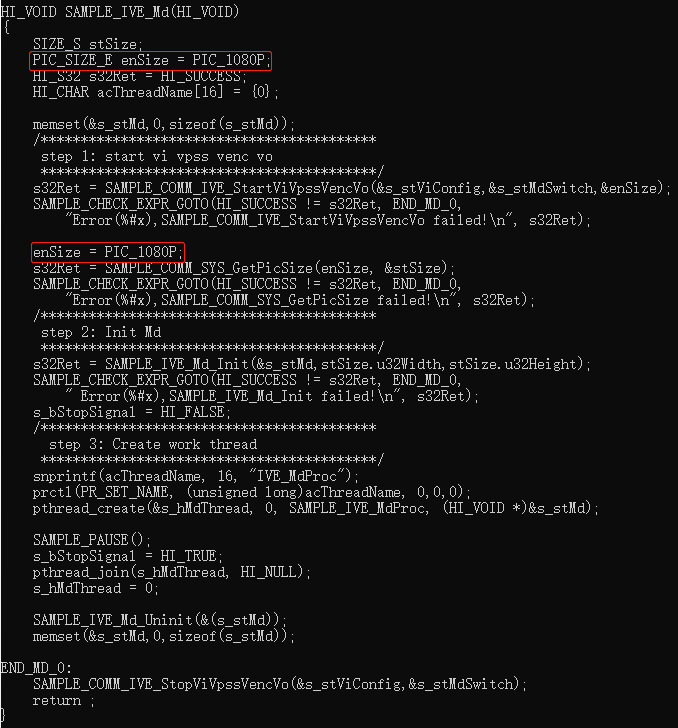 HI_VOID SAMPLE_IVE_Md(HI_VOID)
{
    SIZE_S stSize;
    PIC_SIZE_E enSize = PIC_1080P;
    HI_S32 s32Ret = HI_SUCCESS;
    HI_CHAR acThreadName[16] = {0};

    memset(&s_stMd,0,sizeof(s_stMd));
    /******************************************
     step 1: start vi vpss venc vo
     ******************************************/
    s32Ret = SAMPLE_COMM_IVE_StartViVpssVencVo(&s_stViConfig,&s_stMdSwitch,&enSize);
    SAMPLE_CHECK_EXPR_GOTO(HI_SUCCESS != s32Ret, END_MD_0,
        "Error(%#x),SAMPLE_COMM_IVE_StartViVpssVencVo failed!\n", s32Ret);

    enSize = PIC_1080P;
    s32Ret = SAMPLE_COMM_SYS_GetPicSize(enSize, &stSize);
    SAMPLE_CHECK_EXPR_GOTO(HI_SUCCESS != s32Ret, END_MD_0,
        "Error(%#x),SAMPLE_COMM_SYS_GetPicSize failed!\n", s32Ret);
    /******************************************
     step 2: Init Md
     ******************************************/
    s32Ret = SAMPLE_IVE_Md_Init(&s_stMd,stSize.u32Width,stSize.u32Height);
    SAMPLE_CHECK_EXPR_GOTO(HI_SUCCESS != s32Ret, END_MD_0,
        " Error(%#x),SAMPLE_IVE_Md_Init failed!\n", s32Ret);
    s_bStopSignal = HI_FALSE;
    /******************************************
      step 3: Create work thread
     ******************************************/
    snprintf(acThreadName, 16, "IVE_MdProc");
    prctl(PR_SET_NAME, (unsigned long)acThreadName, 0,0,0);
    pthread_create(&s_hMdThread, 0, SAMPLE_IVE_MdProc, (HI_VOID *)&s_stMd);

    SAMPLE_PAUSE();
    s_bStopSignal = HI_TRUE;
    pthread_join(s_hMdThread, HI_NULL);
    s_hMdThread = 0;

    SAMPLE_IVE_Md_Uninit(&(s_stMd));
    memset(&s_stMd,0,sizeof(s_stMd));

END_MD_0:
    SAMPLE_COMM_IVE_StopViVpssVencVo(&s_stViConfig,&s_stMdSwitch);
    return ;
}